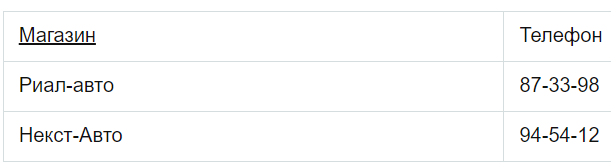 Магазин Телефон
Риал-авто 87-33-98
Некст-Авто 94-54-12